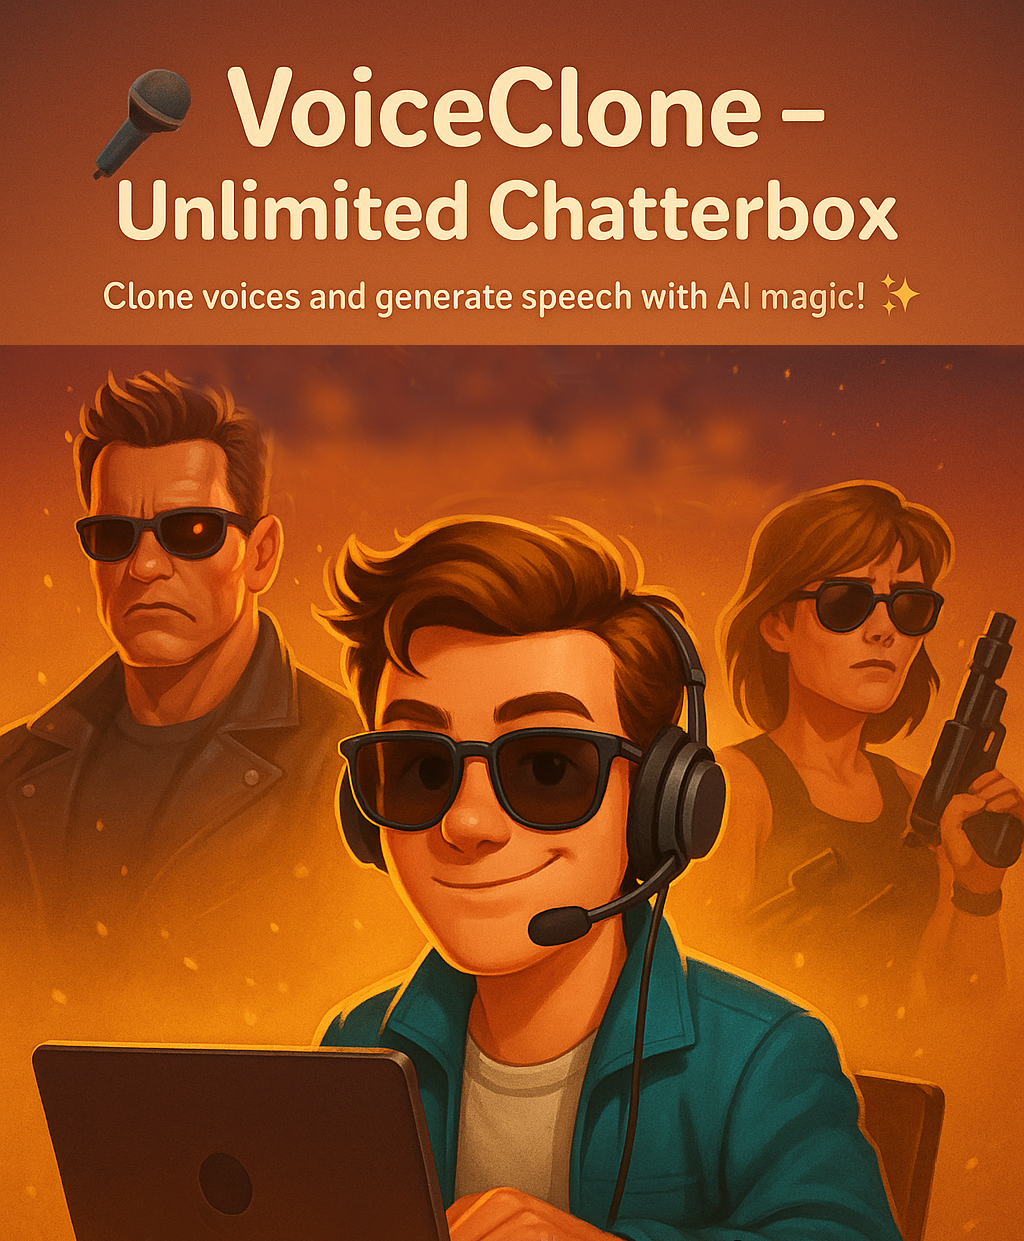 VoiceClone –
Unlimited Chatterbox
Clone voices and generate speech with AI magic! ✨